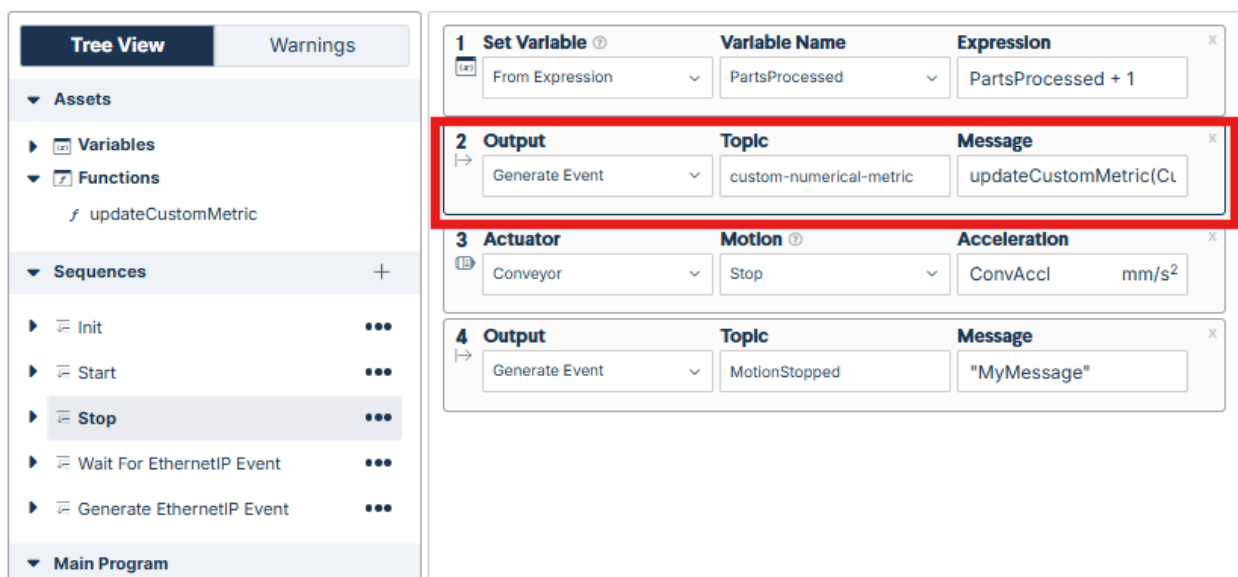 Tree View
Warnings
Assets
(x) Variables
f Functions
f updateCustomMetric
Sequences
Init
Start
Stop
Wait For EthernetIP Event
Generate EthernetIP Event
Main Program
1 Set Variable ? Variable Name Expression x
(x) From Expression PartsProcessed PartsProcessed + 1
2 Output Topic Message x
Generate Event custom-numerical-metric updateCustomMetric(Cu
3 Actuator Motion ? Acceleration x
Conveyor Stop ConvAccl mm/s²
4 Output Topic Message x
Generate Event MotionStopped "MyMessage"